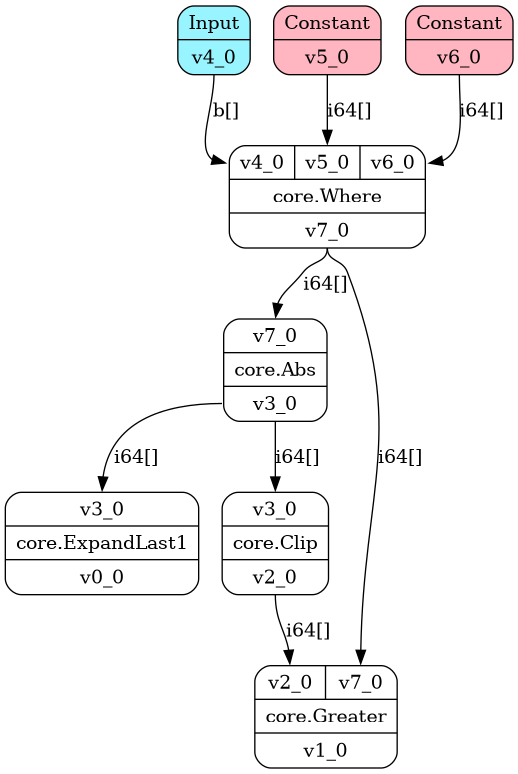 Input
v4_0
Constant
v5_0
Constant
v6_0
b[]
i64[]
i64[]
v4_0
v5_0
v6_0
core.Where
v7_0
i64[]
v7_0
core.Abs
v3_0
i64[]
i64[]
i64[]
v3_0
core.ExpandLast1
v0_0
v3_0
core.Clip
v2_0
i64[]
v2_0
v7_0
core.Greater
v1_0